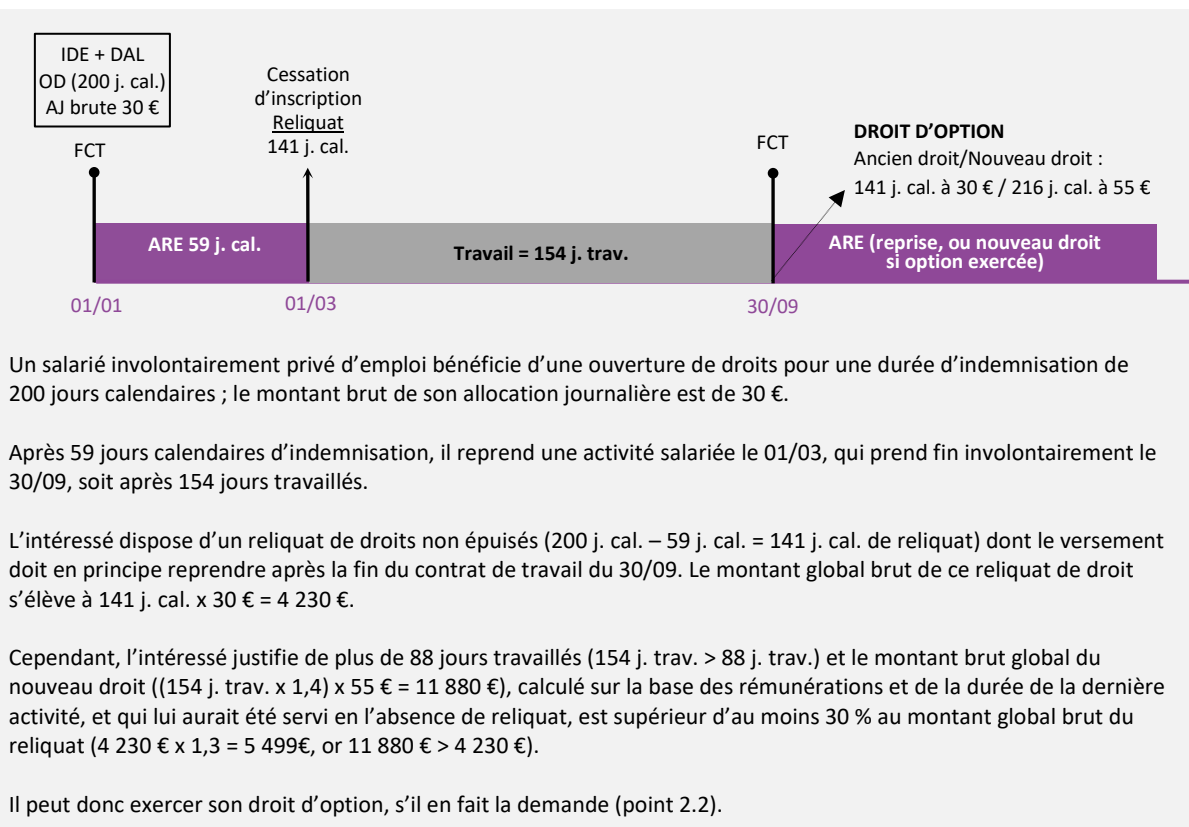 IDE + DAL
OD (200 j. cal.)
AJ brute 30 €
FCT
Cessation
d’inscription
Reliquat
141 j. cal.
FCT
DROIT D’OPTION
Ancien droit/Nouveau droit :
141 j. cal. à 30 € / 216 j. cal. à 55 €
ARE 59 j. cal.
Travail = 154 j. trav.
ARE (reprise, ou nouveau droit
si option exercée)
01/01
01/03
30/09
Un salarié involontairement privé d’emploi bénéficie d’une ouverture de droits pour une durée d’indemnisation de
200 jours calendaires ; le montant brut de son allocation journalière est de 30 €.
Après 59 jours calendaires d’indemnisation, il reprend une activité salariée le 01/03, qui prend fin involontairement le
30/09, soit après 154 jours travaillés.
L’intéressé dispose d’un reliquat de droits non épuisés (200 j. cal. – 59 j. cal. = 141 j. cal. de reliquat) dont le versement
doit en principe reprendre après la fin du contrat de travail du 30/09. Le montant global brut de ce reliquat de droit
s’élève à 141 j. cal. x 30 € = 4 230 €.
Cependant, l’intéressé justifie de plus de 88 jours travaillés (154 j. trav. > 88 j. trav.) et le montant brut global du
nouveau droit ((154 j. trav. x 1,4) x 55 € = 11 880 €), calculé sur la base des rémunérations et de la durée de la dernière
activité, et qui lui aurait été servi en l’absence de reliquat, est supérieur d’au moins 30 % au montant global brut du
reliquat (4 230 € x 1,3 = 5 499€, or 11 880 € > 4 230 €).
Il peut donc exercer son droit d’option, s’il en fait la demande (point 2.2).